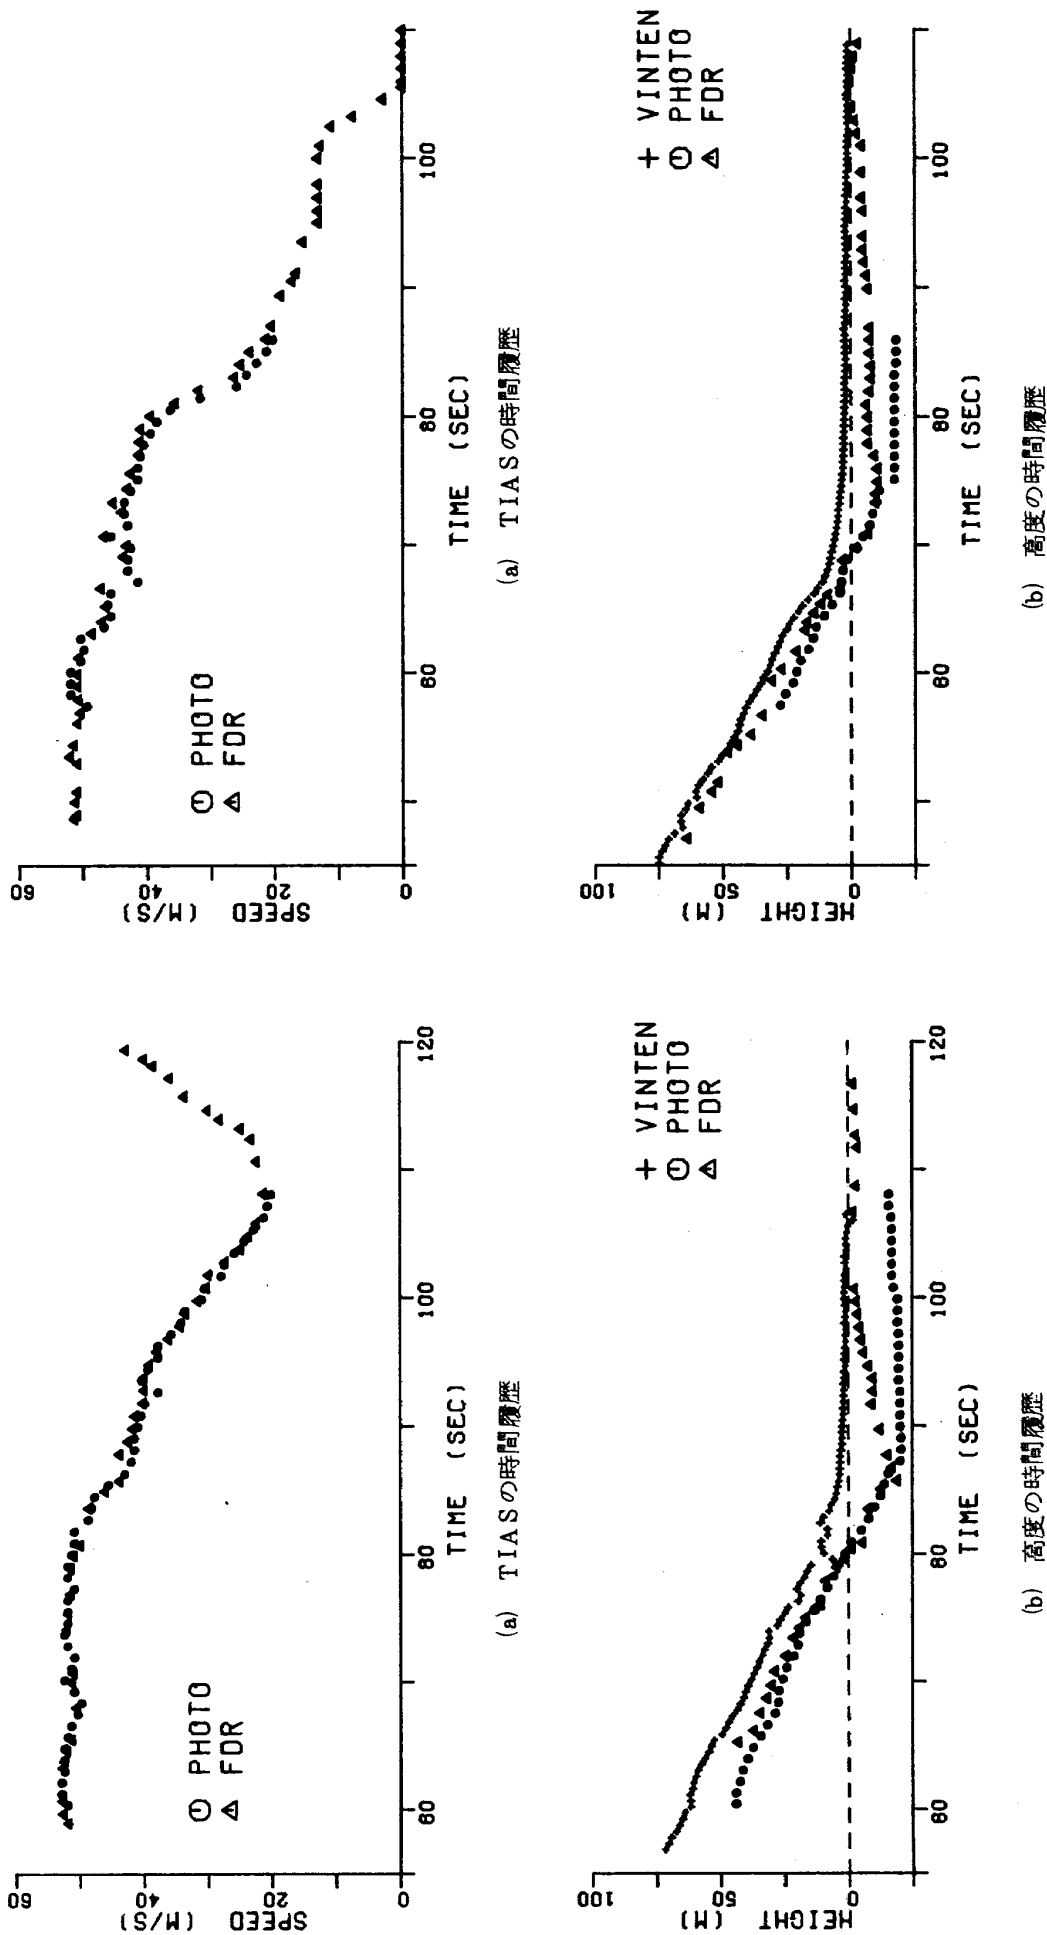 60
40
20
0
SPEED (M/S)
PHOTO
FDR
60
80
100
120
TIME (SEC)
(a) TIASの時間履歴
100
50
0
HEIGHT (M)
VINTEN
PHOTO
FDR
60
80
100
120
TIME (SEC)
(b) 高度の時間履歴
60
40
20
0
SPEED (M/S)
PHOTO
FDR
60
80
100
TIME (SEC)
(a) TIASの時間履歴
100
50
0
HEIGHT (M)
VINTEN
PHOTO
FDR
60
80
100
TIME (SEC)
(b) 高度の時間履歴